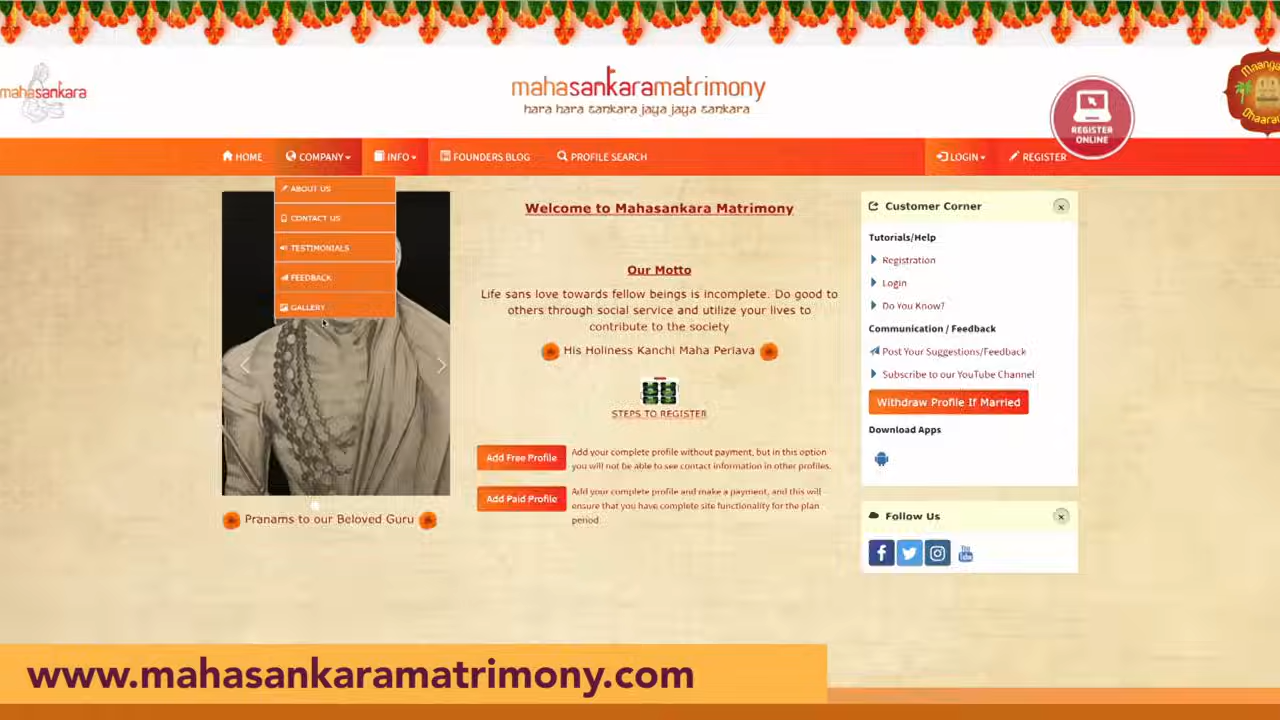 mahasankara
mahasankaramatrimony
hara hara sankara jaya jaya sankara
REGISTER
ONLINE
HOME
COMPANY
INFO
FOUNDERS BLOG
PROFILE SEARCH
LOGIN
REGISTER
ABOUT US
CONTACT US
TESTIMONIALS
FEEDBACK
GALLERY
Pranams to our Beloved Guru
Welcome to Mahasankara Matrimony
Our Motto
Life sans love towards fellow beings is incomplete. Do good to
others through social service and utilize your lives to
contribute to the society
His Holiness Kanchi Maha Periava
STEPS TO REGISTER
Add Free Profile
Add your complete profile without payment, but in this option
you will not be able to see contact information in other profiles.
Add Paid Profile
Add your complete profile and make a payment, and this will
ensure that you have complete site functionality for the plan
period.
Customer Corner
Tutorials/Help
Registration
Login
Do You Know?
Communication / Feedback
Post Your Suggestions/Feedback
Subscribe to our YouTube Channel
Withdraw Profile If Married
Download Apps
Follow Us
You
Tube
www.mahasankaramatrimony.com